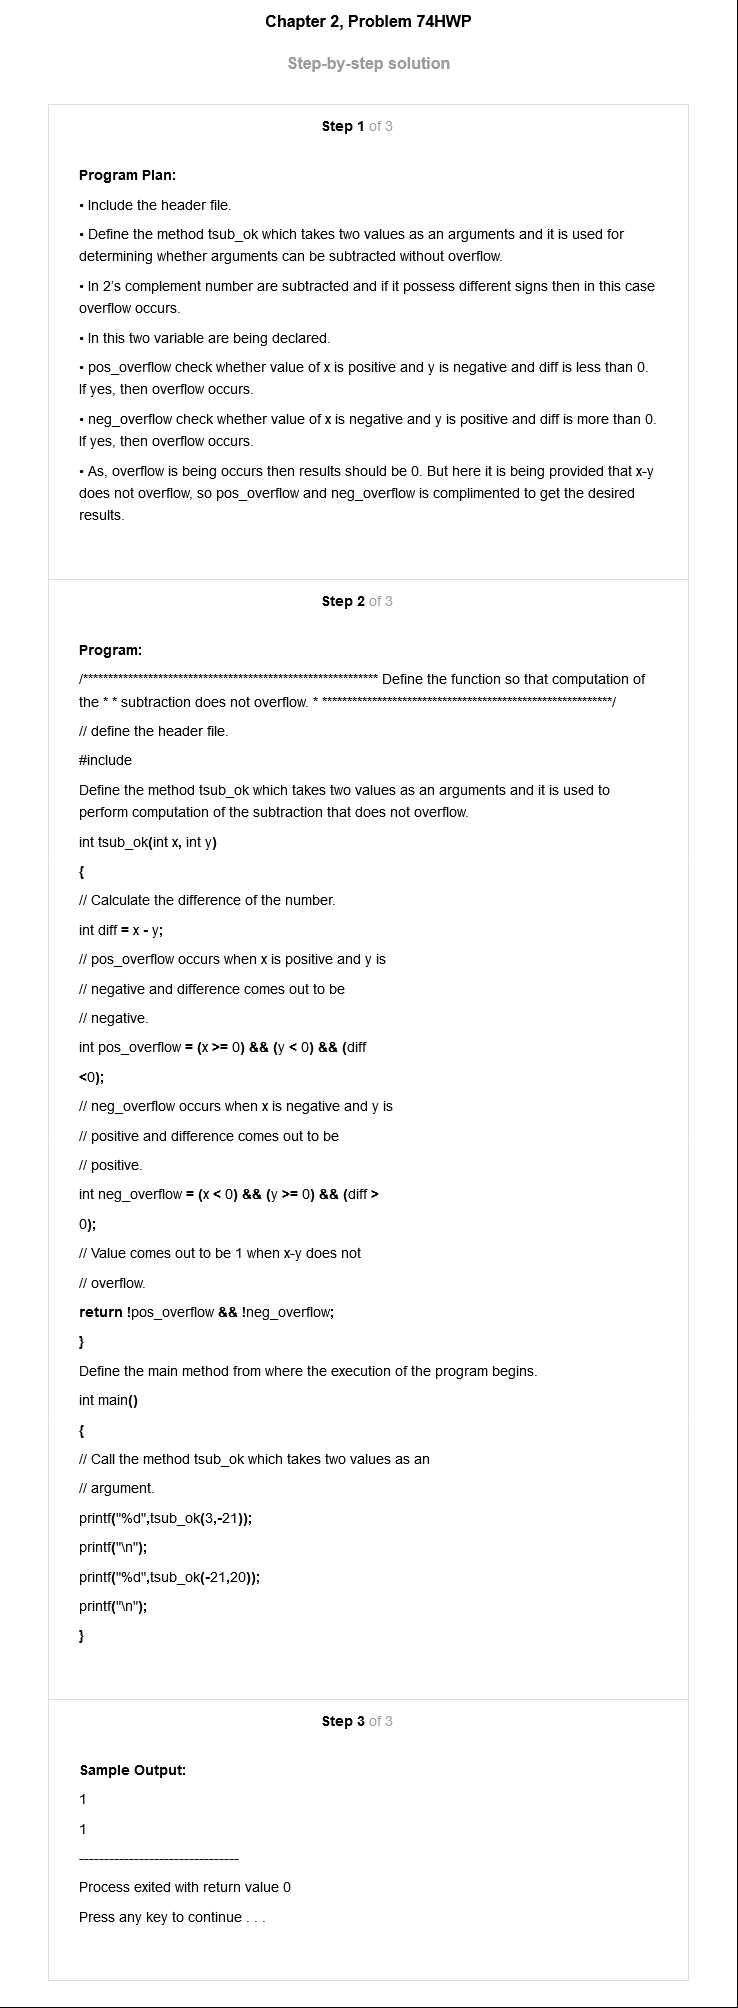 Chapter 2, Problem 74HWP
Step-by-step solution
Step 1 of 3
Program Plan:
• Include the header file.
• Define the method tsub_ok which takes two values as an arguments and it is used for
determining whether arguments can be subtracted without overflow.
• In 2's complement number are subtracted and if it possess different signs then in this case
overflow occurs.
• In this two variable are being declared.
• pos_overflow check whether value of x is positive and y is negative and diff is less than 0.
If yes, then overflow occurs.
• neg_overflow check whether value of x is negative and y is positive and diff is more than 0.
If yes, then overflow occurs.
• As, overflow is being occurs then results should be 0. But here it is being provided that x-y
does not overflow, so pos_overflow and neg_overflow is complimented to get the desired
results.
Step 2 of 3
Program:
/*********************************************************** Define the function so that computation of
the * * subtraction does not overflow. * **********************************************************/
// define the header file.
#include
Define the method tsub_ok which takes two values as an arguments and it is used to
perform computation of the subtraction that does not overflow.
int tsub_ok(int x, int y)
{
// Calculate the difference of the number.
int diff = x - y;
// pos_overflow occurs when x is positive and y is
// negative and difference comes out to be
// negative.
int pos_overflow = (x >= 0) && (y < 0) && (diff
<0);
// neg_overflow occurs when x is negative and y is
// positive and difference comes out to be
// positive.
int neg_overflow = (x < 0) && (y >= 0) && (diff >
0);
// Value comes out to be 1 when x-y does not
// overflow.
return !pos_overflow && !neg_overflow;
}
Define the main method from where the execution of the program begins.
int main()
{
// Call the method tsub_ok which takes two values as an
// argument.
printf("%d",tsub_ok(3,-21));
printf("\n");
printf("%d",tsub_ok(-21,20));
printf("\n");
}
Step 3 of 3
Sample Output:
1
1
--------------------------------
Process exited with return value 0
Press any key to continue . . .